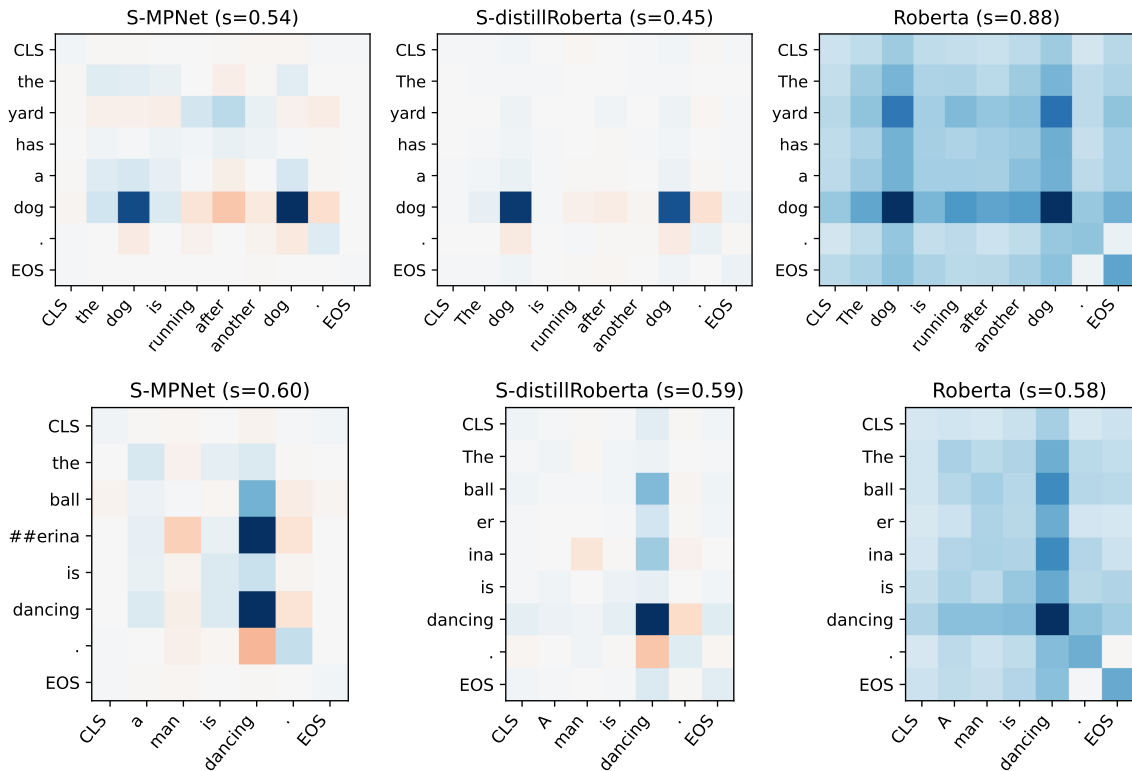 S-MPNet (s=0.54)
CLS
the
yard
has
a
dog
.
EOS
CLS
the
dog
is
running
after
another
dog
.
EOS
S-distillRoberta (s=0.45)
CLS
The
yard
has
a
dog
.
EOS
CLS
The
dog
is
running
after
another
dog
.
EOS
Roberta (s=0.88)
CLS
The
yard
has
a
dog
.
EOS
CLS
The
dog
is
running
after
another
dog
.
EOS
S-MPNet (s=0.60)
CLS
the
ball
##erina
is
dancing
.
EOS
CLS
a
man
is
dancing
.
EOS
S-distillRoberta (s=0.59)
CLS
The
ball
er
ina
is
dancing
.
EOS
CLS
A
man
is
dancing
.
EOS
Roberta (s=0.58)
CLS
The
ball
er
ina
is
dancing
.
EOS
CLS
A
man
is
dancing
.
EOS